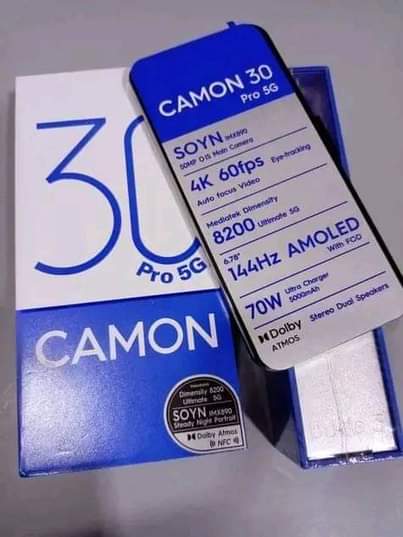 30
Pro 5G
CAMON
Dimensity 8200
Ultimate 5G
SOYN IMX890
Steady Night Portrait
Dolby Atmos
NFC
CAMON 30
Pro 5G
SOYN IMX890
50MP OIS Main Camera
4K 60fps Eye-tracking
Auto focus Video
Mediatek Dimensity
8200 Ultimate 5G
6.78"
144Hz AMOLED With FOD
70W Ultra Charger
5000mAh
Dolby ATMOS Stereo Dual Speakers